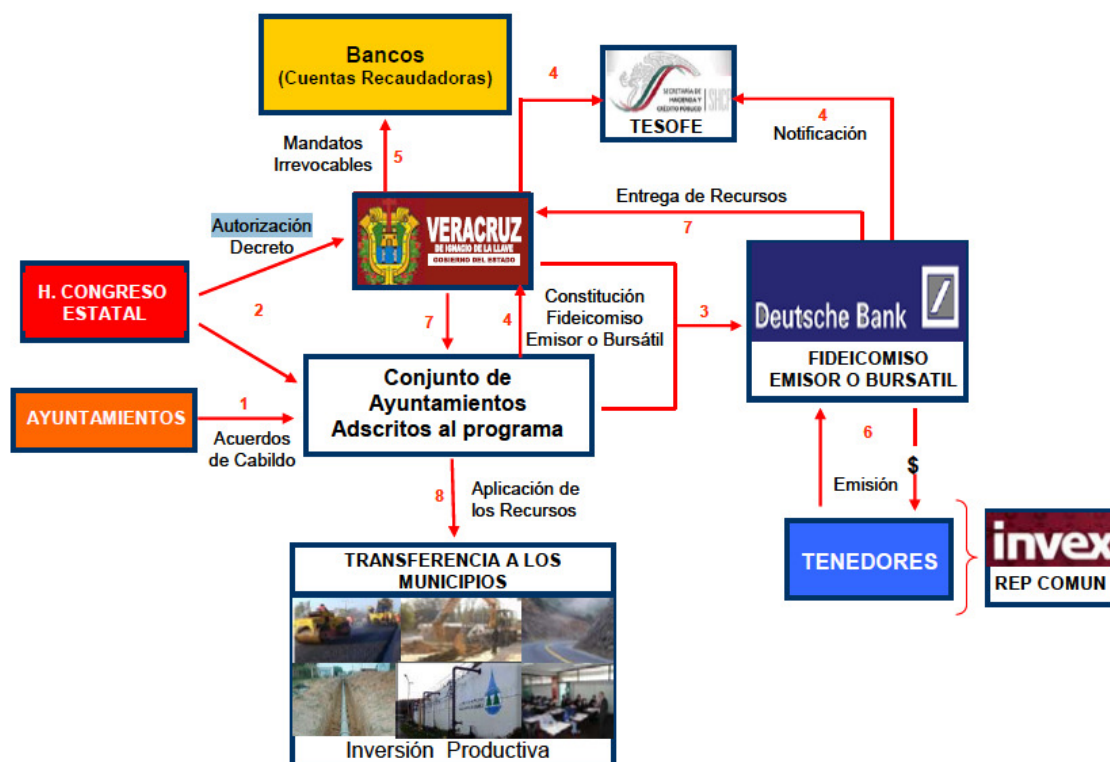 Bancos
(Cuentas Recaudadoras)
4
SECRETARÍA DE
HACIENDA Y
CRÉDITO PÚBLICO
SHCP
TESOFE
4
Notificación
Mandatos
Irrevocables
5
Entrega de Recursos
7
Autorización
Decreto
VERACRUZ
DE IGNACIO DE LA LLAVE
GOBIERNO DEL ESTADO
H. CONGRESO
ESTATAL
2
7
4
Constitución
Fideicomiso
Emisor o Bursátil
3
Deutsche Bank
FIDEICOMISO
EMISOR O BURSATIL
AYUNTAMIENTOS
1
Acuerdos
de Cabildo
Conjunto de
Ayuntamientos
Adscritos al programa
6
$
Emisión
8
Aplicación de
los Recursos
TENEDORES
invex
REP COMUN
TRANSFERENCIA A LOS
MUNICIPIOS
Inversión Productiva